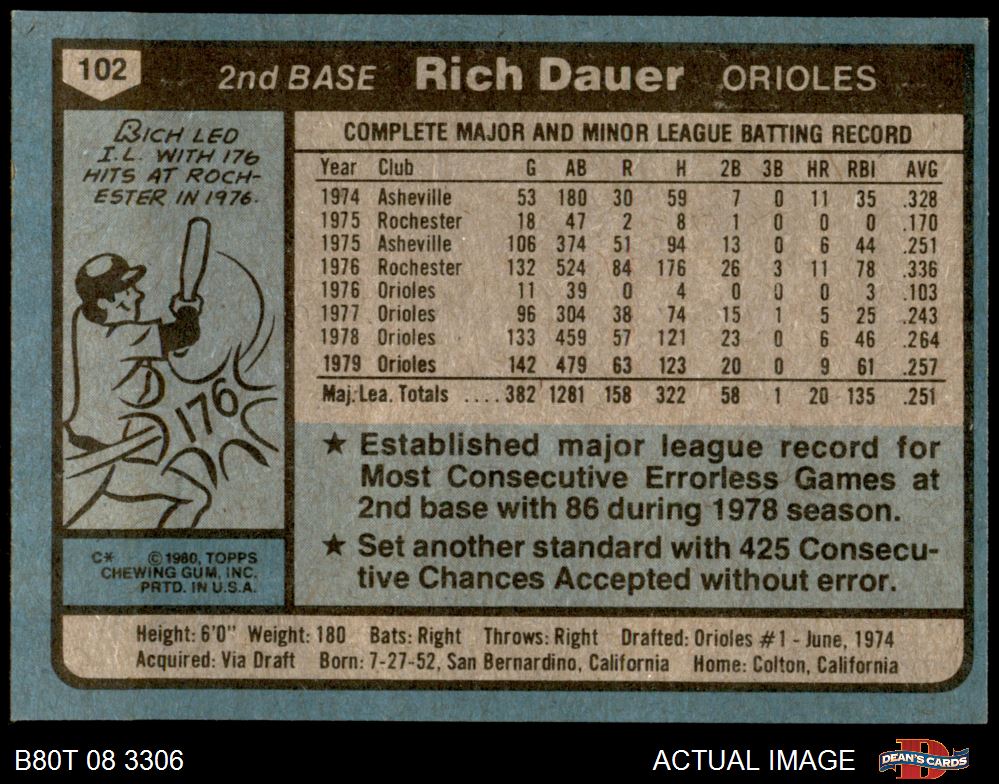 102
2nd BASE Rich Dauer ORIOLES
RICH LED
I.L. WITH 176
HITS AT ROCH-
ESTER IN 1976.
176
C* © 1980, TOPPS
CHEWING GUM, INC.
PRTD. IN U.S.A.
COMPLETE MAJOR AND MINOR LEAGUE BATTING RECORD
Year Club G AB R H 2B 3B HR RBI AVG
1974 Asheville 53 180 30 59 7 0 11 35 .328
1975 Rochester 18 47 2 8 1 0 0 0 .170
1975 Asheville 106 374 51 94 13 0 6 44 .251
1976 Rochester 132 524 84 176 26 3 11 78 .336
1976 Orioles 11 39 0 4 0 0 0 3 .103
1977 Orioles 96 304 38 74 15 1 5 25 .243
1978 Orioles 133 459 57 121 23 0 6 46 .264
1979 Orioles 142 479 63 123 20 0 9 61 .257
Maj. Lea. Totals ....382 1281 158 322 58 1 20 135 .251
★ Established major league record for
Most Consecutive Errorless Games at
2nd base with 86 during 1978 season.
★ Set another standard with 425 Consecu-
tive Chances Accepted without error.
Height: 6'0" Weight: 180 Bats: Right Throws: Right Drafted: Orioles #1 - June, 1974
Acquired: Via Draft Born: 7-27-52, San Bernardino, California Home: Colton, California
B80T 08 3306 ACTUAL IMAGE
DEAN'S CARDS